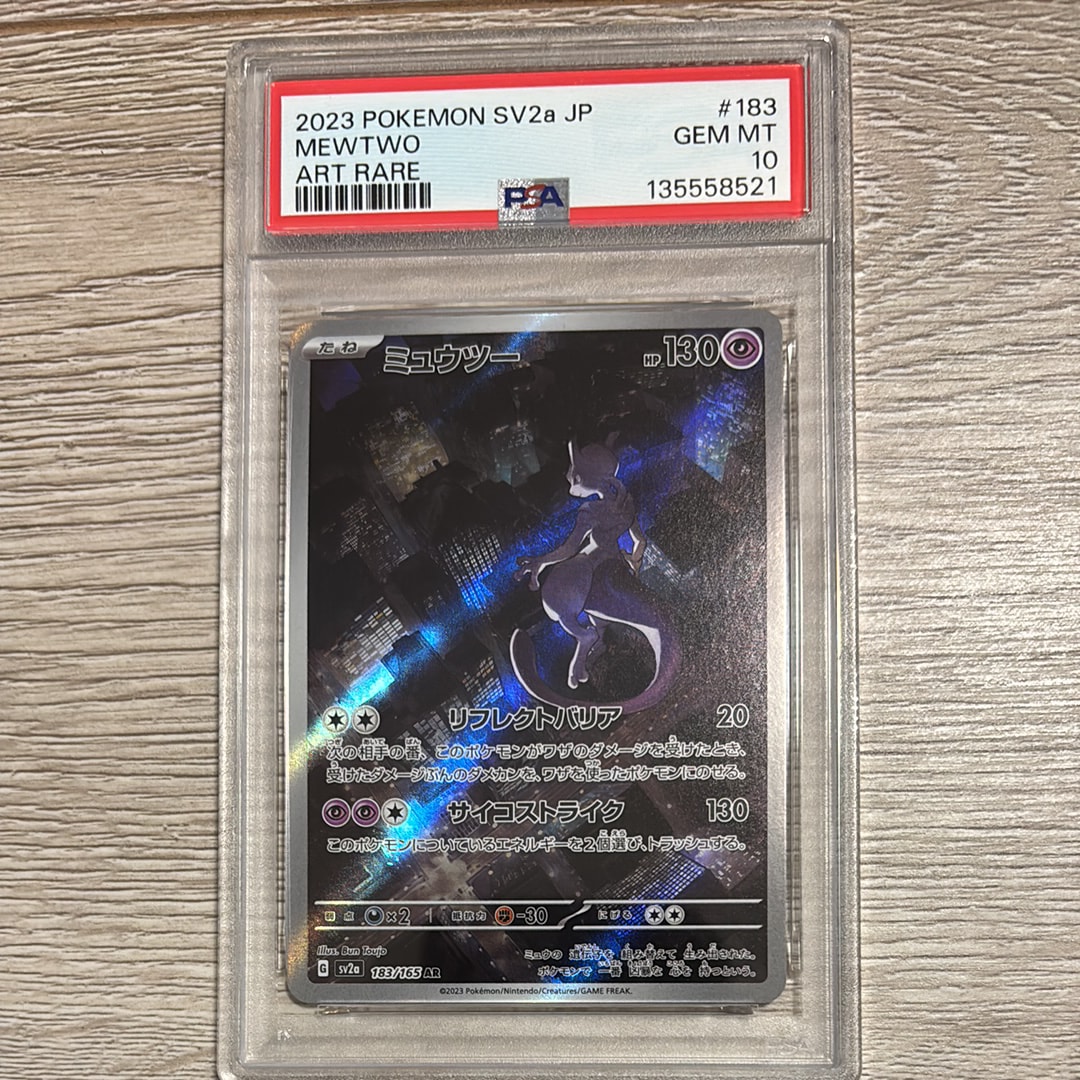 2023 POKEMON SV2a JP #183
MEWTWO GEM MT
ART RARE 10
PSA 135558521
たね ミュウツー HP 130
リフレクトバリア 20
次の相手の番、このポケモンがワザのダメージを受けたとき、
受けたダメージぶんのダメカンを、ワザを使ったポケモンにのせる。
サイコストライク 130
このポケモンについているエネルギーを2個選び、トラッシュする。
弱点 ×2 抵抗力 -30 にげる
Illus. Bun Toujo
ミュウの 遺伝子を 組み替えて 生み出された。
ポケモンで 一番 凶暴な 心を 持つという。
G sv2a 183/165 AR
©2023 Pokémon/Nintendo/Creatures/GAME FREAK.